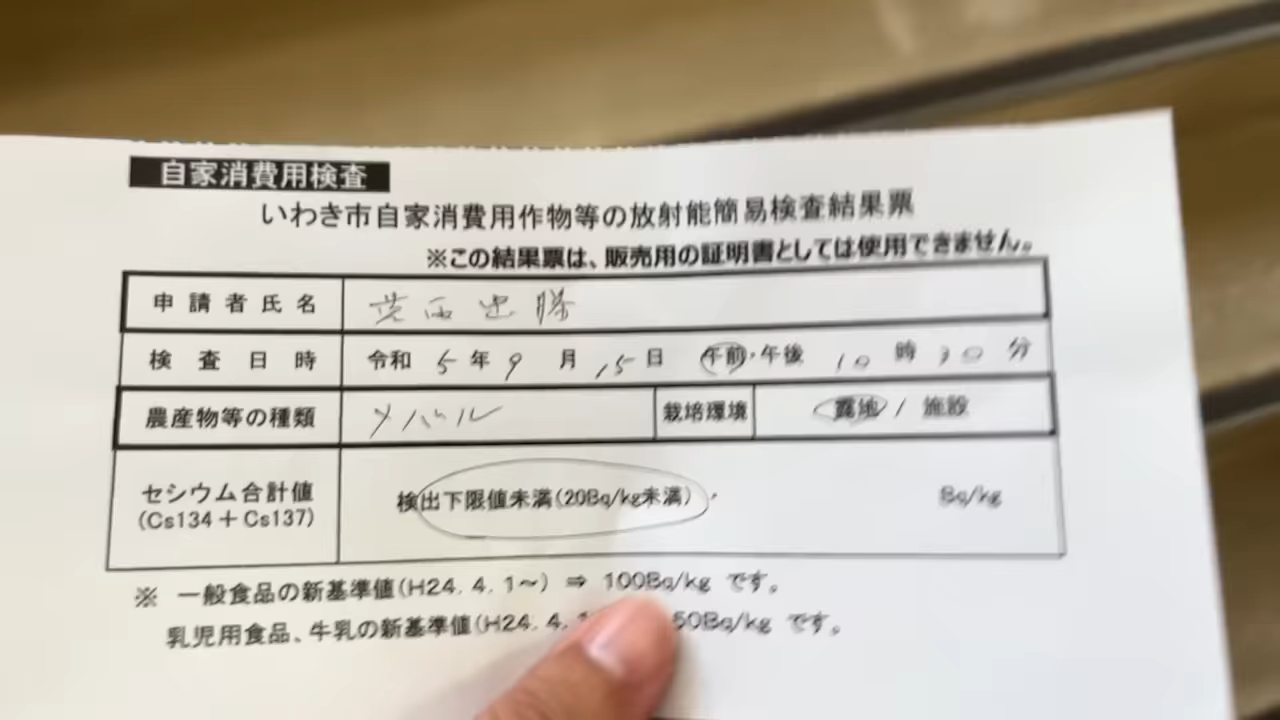 自家消費用検査
いわき市自家消費用作物等の放射能簡易検査結果票
※この結果票は、販売用の証明書としては使用できません。
申請者氏名
検査日時 令和 5年9月15日 午前・午後 10時30分
農産物等の種類 メバル 栽培環境 露地/施設
セシウム合計値 検出下限値未満(20Bq/kg未満) Bq/kg
(Cs134+Cs137)
※ 一般食品の新基準値(H24.4.1~) ⇒ 100Bq/kg です。
乳児用食品、牛乳の新基準値(H24.4. 50Bq/kg です。